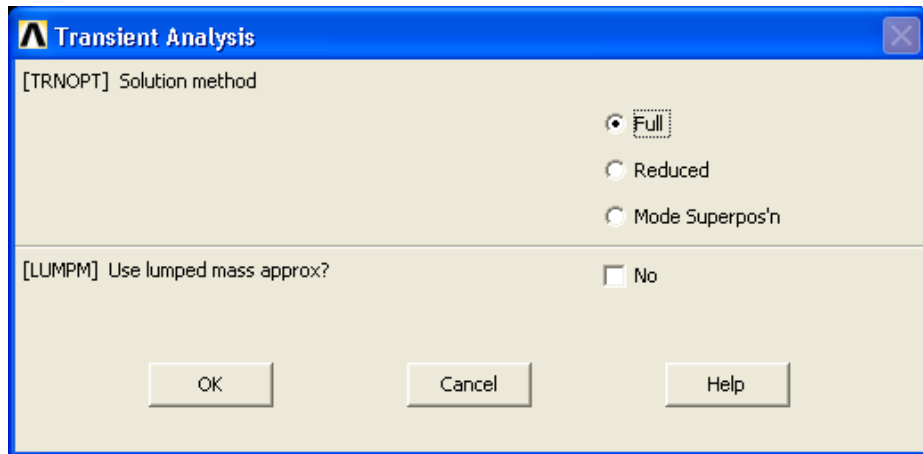 Transient Analysis
[TRNOPT] Solution method
Full
Reduced
Mode Superpos'n
[LUMPM] Use lumped mass approx?
No
OK
Cancel
Help